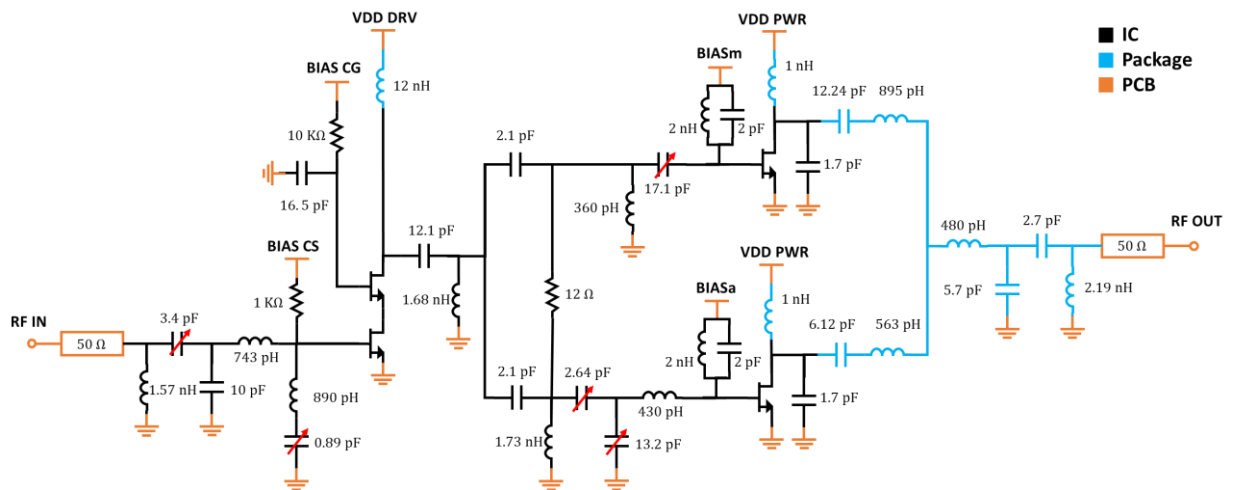 VDD DRV
VDD PWR
IC
Package
PCB
BIASm
BIAS CG
1 nH
12 nH
12.24 pF
895 pH
10 KΩ
2.1 pF
2 nH
2 pF
1.7 pF
16.5 pF
17.1 pF
360 pH
12.1 pF
480 pH
2.7 pF
RF OUT
50 Ω
BIAS CS
VDD PWR
1.68 nH
12 Ω
BIASa
1 nH
5.7 pF
2.19 nH
1 KΩ
6.12 pF
563 pH
RF IN
3.4 pF
50 Ω
743 pH
2.1 pF
2.64 pF
2 nH
2 pF
1.7 pF
1.57 nH
10 pF
890 pH
430 pH
0.89 pF
1.73 nH
13.2 pF